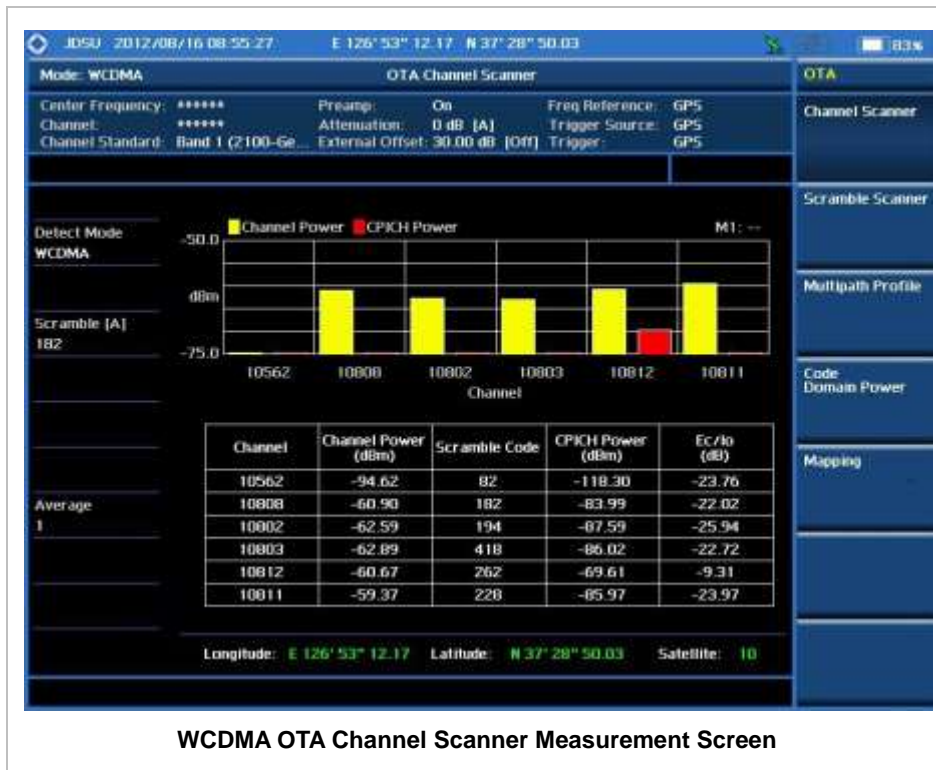 JDSU 2012/08/16 08:55:27 E 126° 53" 12.17 N 37° 28" 50.03 83%
Mode: WCDMA OTA Channel Scanner OTA
Center Frequency: ****** Preamp: On Freq Reference: GPS
Channel: ****** Attenuation: 0 dB [A] Trigger Source: GPS
Channel Standard: Band 1 (2100-Ge... External Offset: 30.00 dB [Off] Trigger: GPS
Channel Scanner
Scramble Scanner
Multipath Profile
Code
Domain Power
Mapping
Detect Mode
WCDMA
Scramble [A]
182
Average
1
Channel Power CPICH Power M1: --
-50.0
dBm
-75.0
10562 10808 10802 10803 10812 10811
Channel
Channel Channel Power (dBm) Scramble Code CPICH Power (dBm) Ec/Io (dB)
10562 -94.62 82 -118.30 -23.76
10808 -60.90 182 -83.99 -22.02
10802 -62.59 194 -87.59 -25.94
10803 -62.89 418 -86.02 -22.72
10812 -60.67 262 -69.61 -9.31
10811 -59.37 228 -85.97 -23.97
Longitude: E 126' 53" 12.17 Latitude: N 37' 28" 50.03 Satellite: 10
WCDMA OTA Channel Scanner Measurement Screen